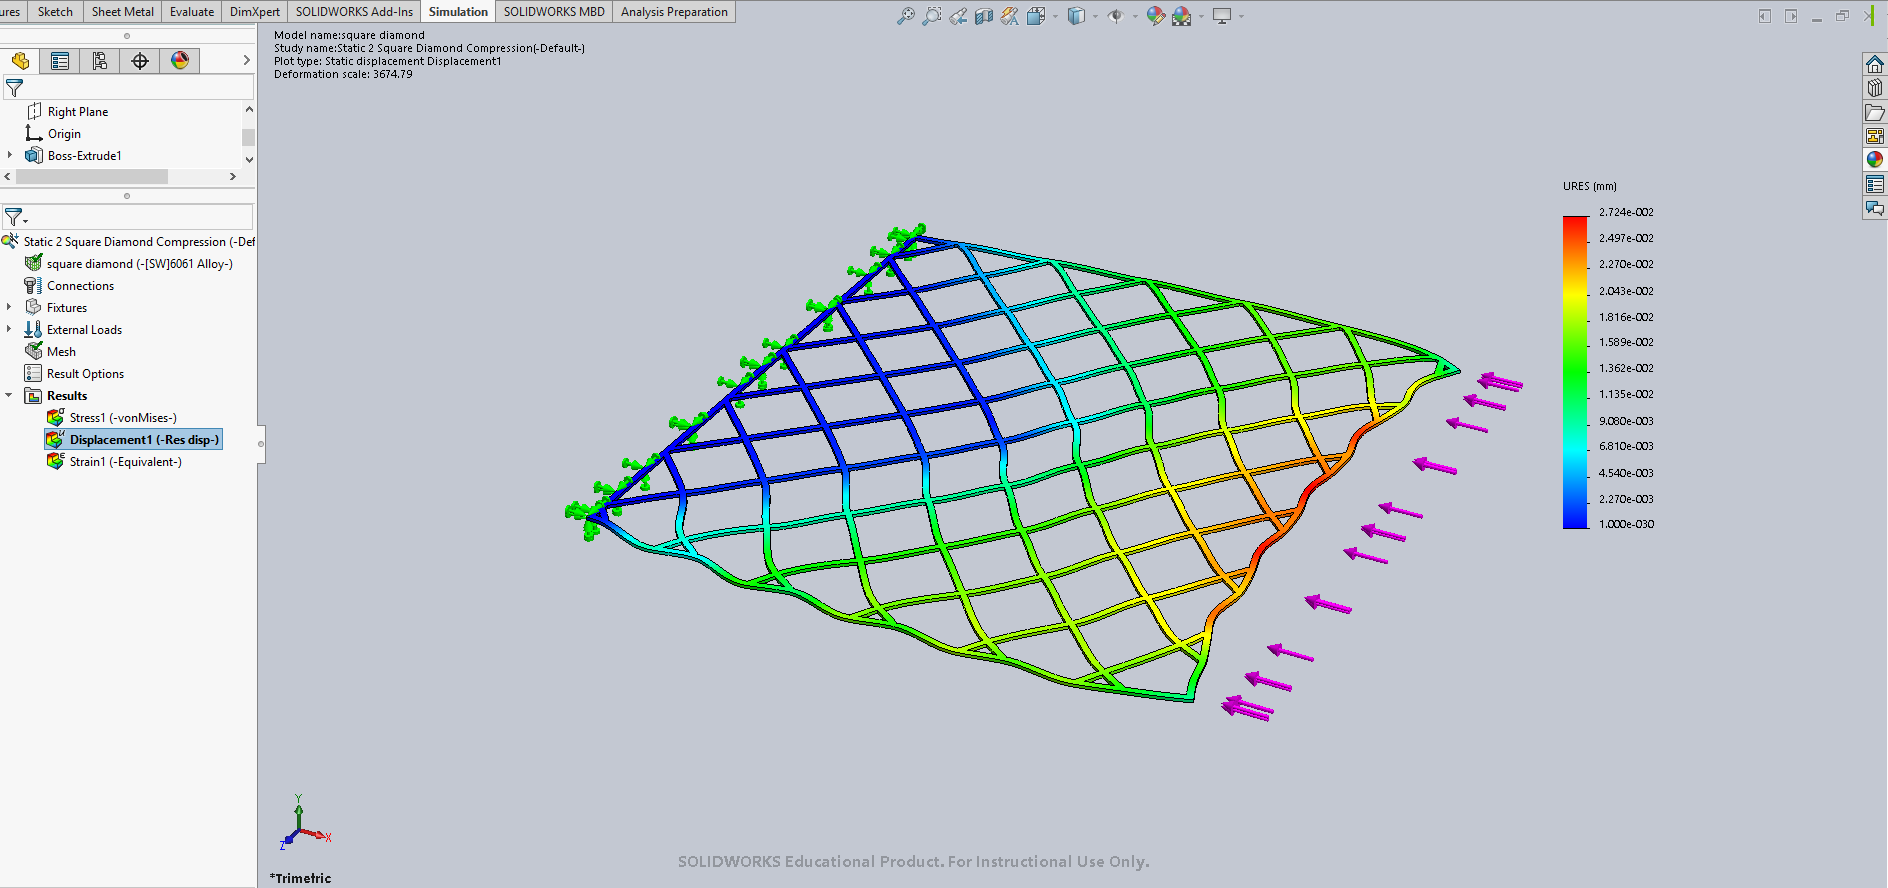 ures Sketch Sheet Metal Evaluate DimXpert SOLIDWORKS Add-Ins Simulation SOLIDWORKS MBD Analysis Preparation
Model name:square diamond
Study name:Static 2 Square Diamond Compression(-Default-)
Plot type: Static displacement Displacement1
Deformation scale: 3674.79
Right Plane
Origin
Boss-Extrude1
Static 2 Square Diamond Compression (-Def
square diamond (-[SW]6061 Alloy-)
Connections
Fixtures
External Loads
Mesh
Result Options
Results
Stress1 (-vonMises-)
Displacement1 (-Res disp-)
Strain1 (-Equivalent-)
URES (mm)
2.724e-002
2.497e-002
2.270e-002
2.043e-002
1.816e-002
1.589e-002
1.362e-002
1.135e-002
9.080e-003
6.810e-003
4.540e-003
2.270e-003
1.000e-030
Y
X
Z
SOLIDWORKS Educational Product. For Instructional Use Only.
*Trimetric